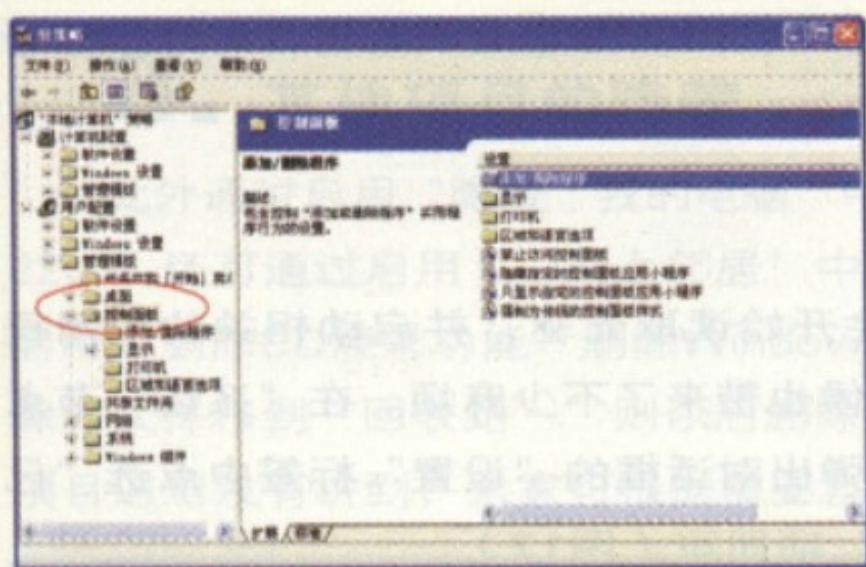 组策略
文件(F) 操作(A) 查看(V) 帮助(H)
"本地计算机"策略
计算机配置
软件设置
Windows 设置
管理模板
用户配置
软件设置
Windows 设置
管理模板
任务栏和「开始」菜
桌面
控制面板
添加/删除程序
显示
打印机
区域和语言选项
共享文件夹
网络
系统
Windows 组件
控制面板
添加/删除程序
描述:
包含控制"添加或删除程序"实用程
序行为的设置。
设置
添加/删除程序
显示
打印机
区域和语言选项
禁止访问控制面板
隐藏指定的控制面板应用小程序
只显示指定的控制面板应用小程序
强制为传统的控制面板样式
扩展 标准